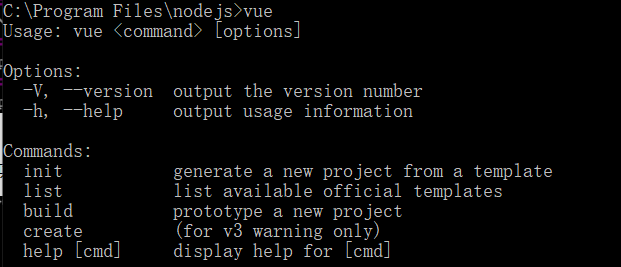 C:\Program Files\nodejs>vue
Usage: vue <command> [options]

Options:
  -V, --version  output the version number
  -h, --help     output usage information

Commands:
  init           generate a new project from a template
  list           list available official templates
  build          prototype a new project
  create         (for v3 warning only)
  help [cmd]     display help for [cmd]